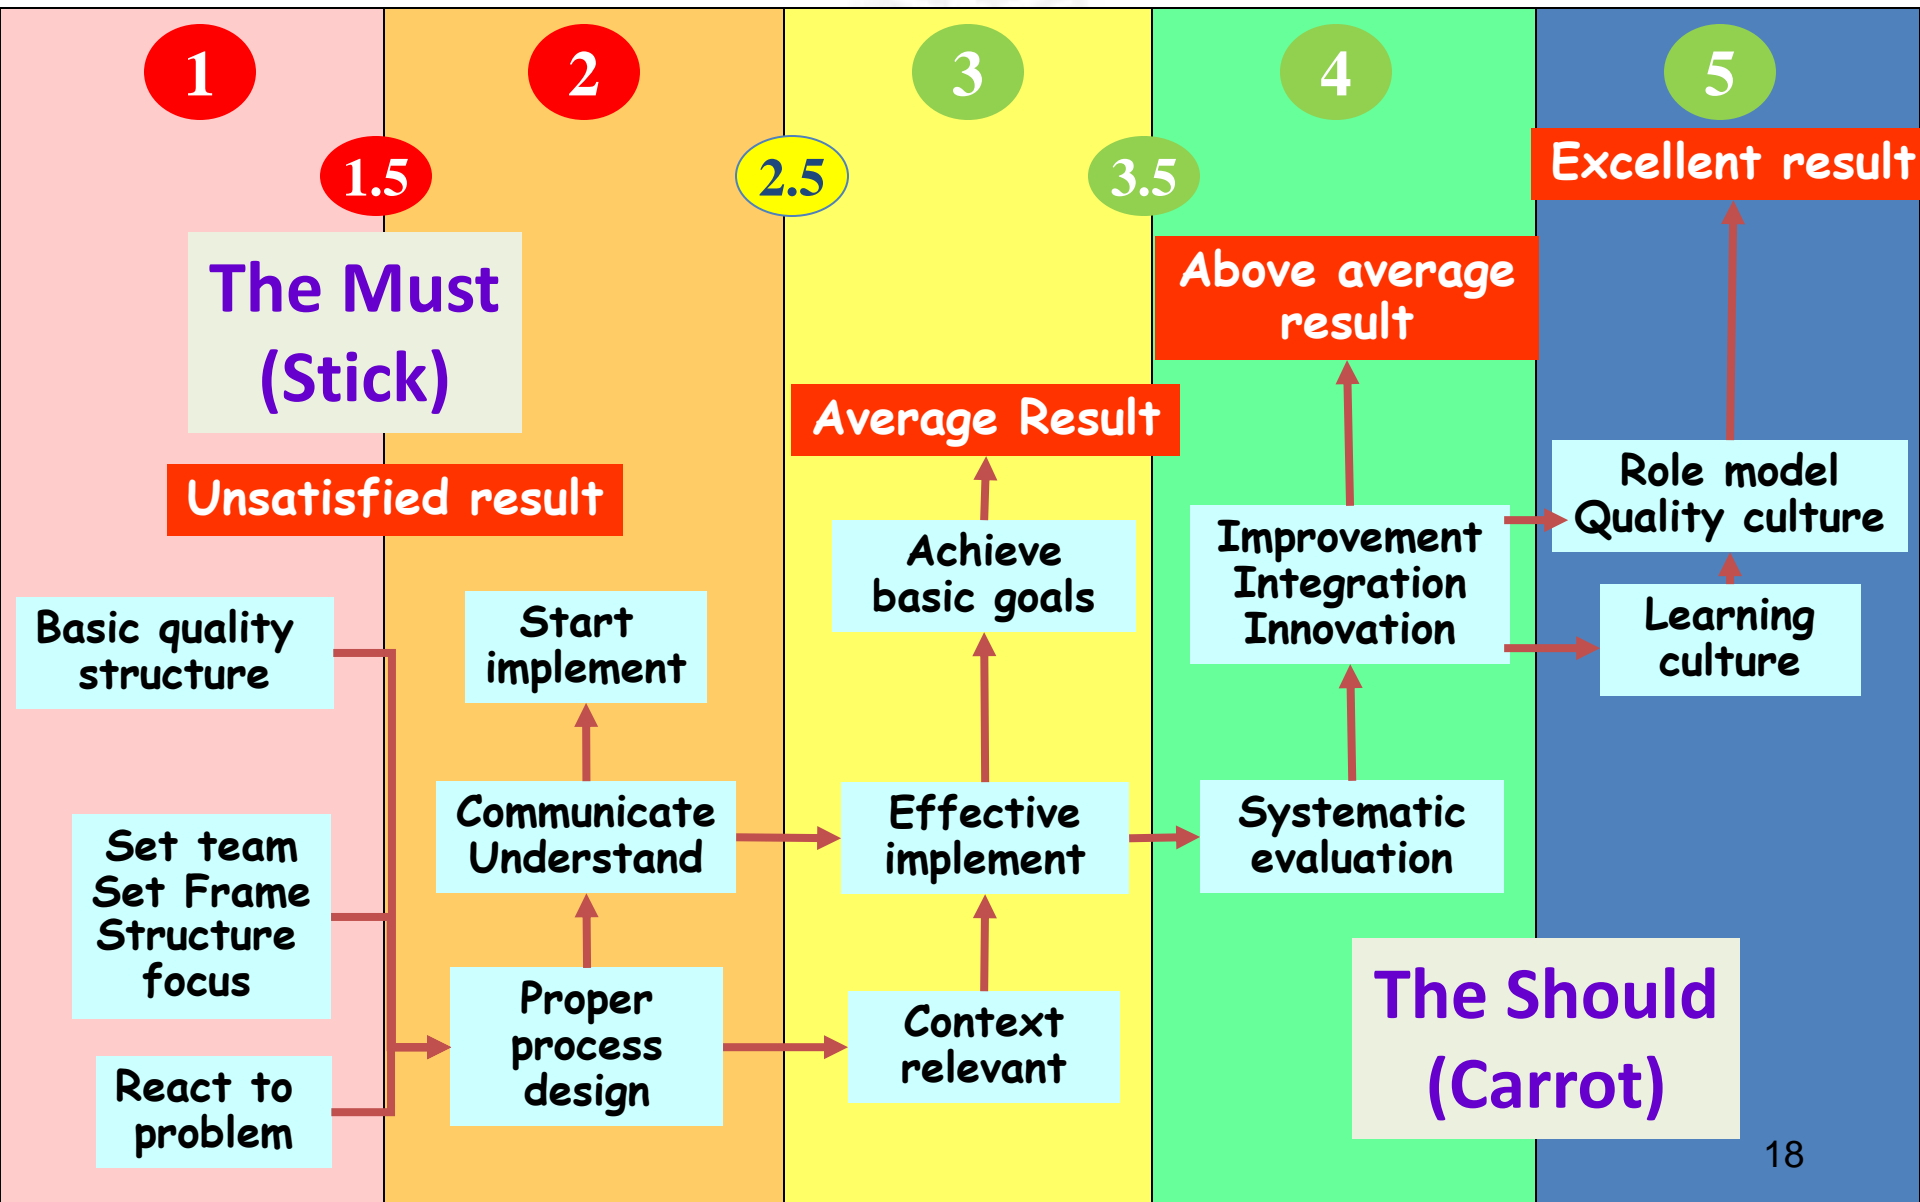 1
2
3
4
5
1.5
2.5
3.5
Excellent result
The Must
(Stick)
Above average
result
Average Result
Unsatisfied result
Basic quality
structure
Set team
Set Frame
Structure
focus
React to
problem
Start
implement
Communicate
Understand
Proper
process
design
Achieve
basic goals
Effective
implement
Context
relevant
Improvement
Integration
Innovation
Systematic
evaluation
Role model
Quality culture
Learning
culture
The Should
(Carrot)
18